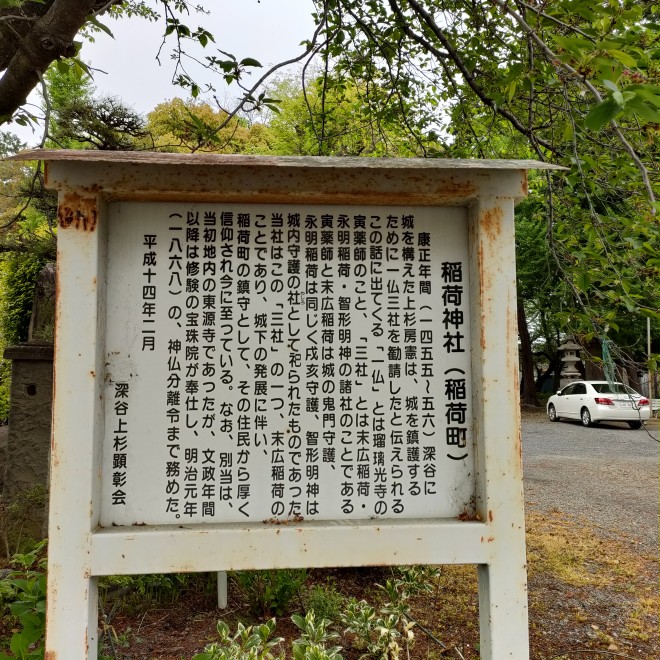 稲荷神社（稲荷町）
康正年間（一四五五～五六）深谷に
城を構えた上杉房憲は、城を鎮護する
ために一仏三社を勧請したと伝えられる
この話に出てくる「一仏」とは瑠璃光寺の
寅薬師のこと、「三社」とは末広稲荷・
永明稲荷・智形明神の諸社のことである
寅薬師と末広稲荷は城の鬼門守護、
永明稲荷は同じく戌亥守護、智形明神は
城内守護の社として祀られたものであった
当社はこの「三社」の一つ、末広稲荷の
ことであり、城下の発展に伴い、
稲荷町の鎮守として、その住民から厚く
信仰され今に至っている。なお、別当は、
当初地内の東源寺であったが、文政年間
以降は修験の宝珠院が奉仕し、明治元年
（一八六八）の、神仏分離令まで務めた。
平成十四年二月
深谷上杉顕彰会